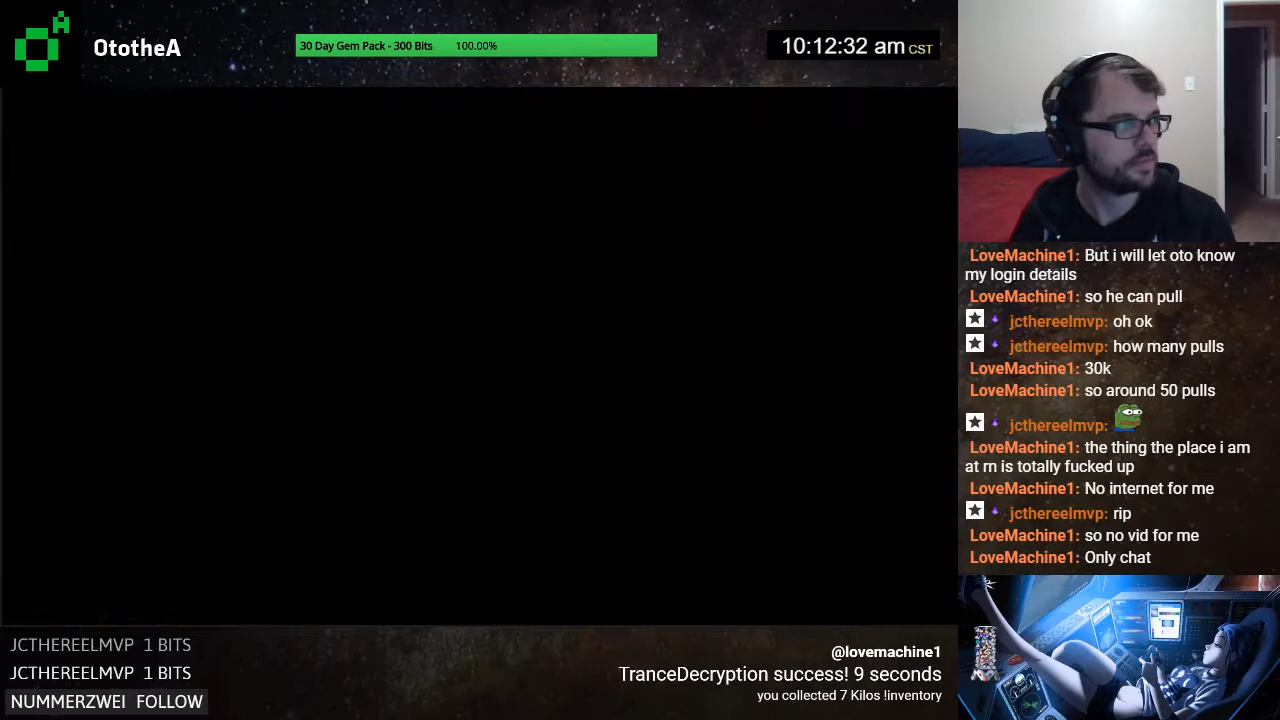 OtotheA
30 Day Gem Pack - 300 Bits 100.00%
10:12:32 am CST
LoveMachine1: But i will let oto know
my login details
LoveMachine1: so he can pull
jcthereelmvp: oh ok
jcthereelmvp: how many pulls
LoveMachine1: 30k
LoveMachine1: so around 50 pulls
jcthereelmvp:
LoveMachine1: the thing the place i am
at rn is totally fucked up
LoveMachine1: No internet for me
jcthereelmvp: rip
LoveMachine1: so no vid for me
LoveMachine1: Only chat
JCTHEREELMVP 1 BITS
JCTHEREELMVP 1 BITS
NUMMERZWEI FOLLOW
@lovemachine1
TranceDecryption success! 9 seconds
you collected 7 Kilos !inventory